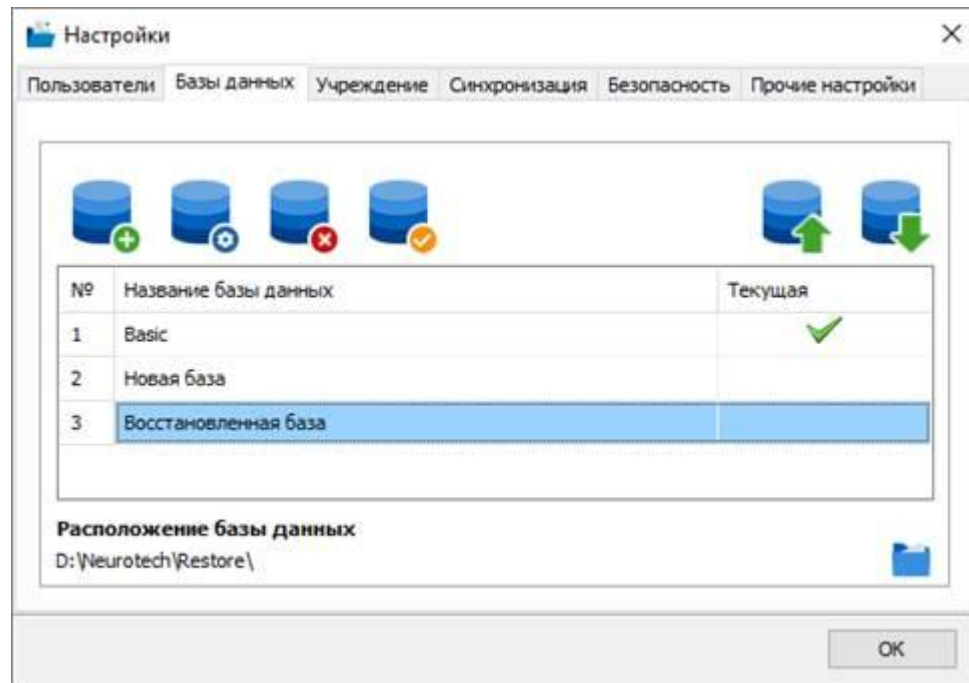 Настройки
Пользователи Базы данных Учреждение Синхронизация Безопасность Прочие настройки
№ Название базы данных Текущая
1 Basic
2 Новая база
3 Восстановленная база
Расположение базы данных
D:\Neurotech\Restore\
OK